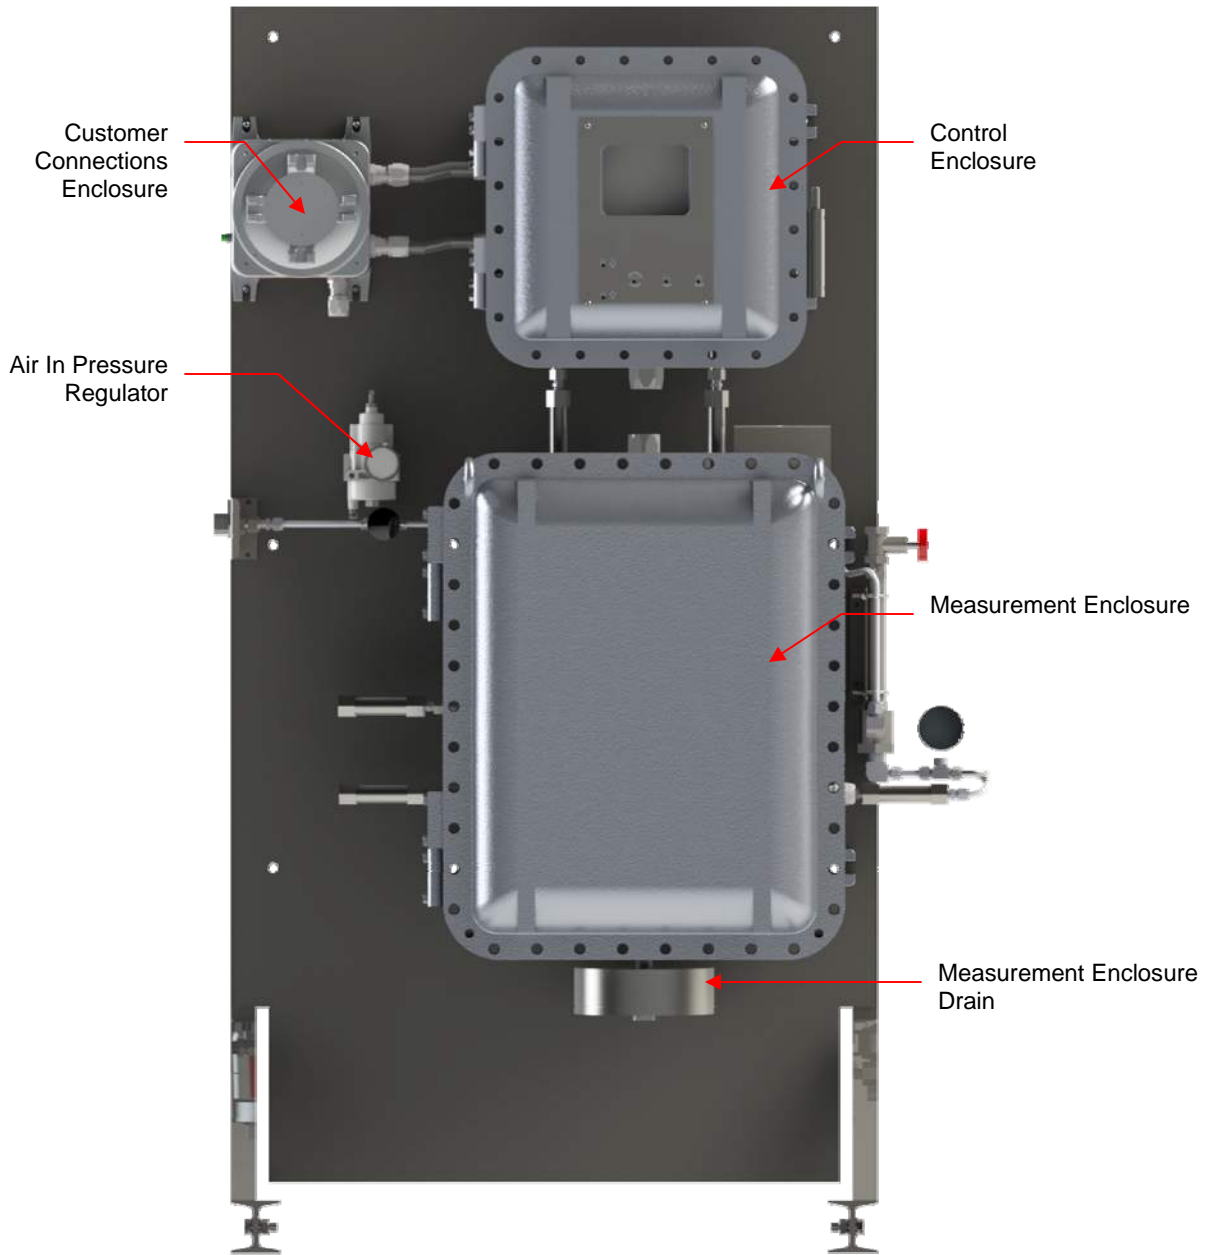 Customer
Connections
Enclosure
Control
Enclosure
Air In Pressure
Regulator
Measurement Enclosure
Measurement Enclosure
Drain